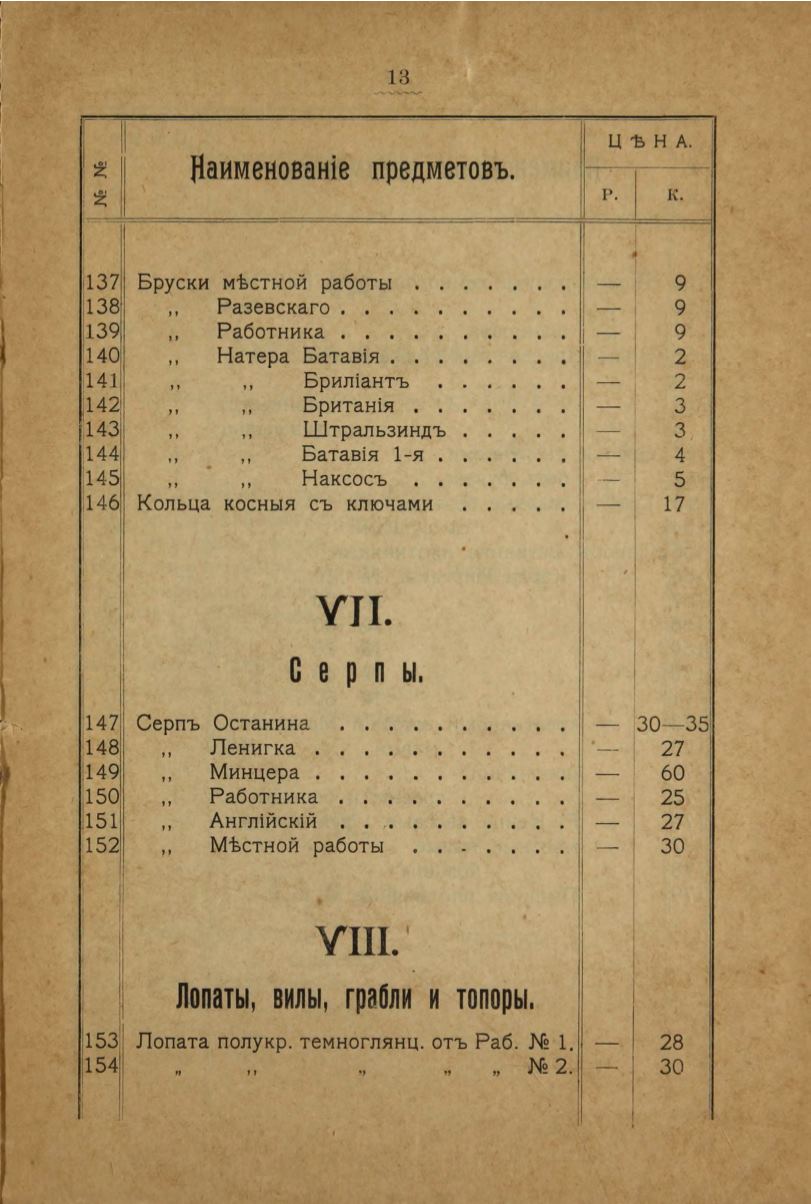 13
№ №
Наименованіе предметовъ.
ЦѢНА.
Р.
К.
137 Бруски мѣстной работы . . . . . . . — 9
138 ,, Разевскаго . . . . . . . . . . — 9
139 ,, Работника . . . . . . . . . . — 9
140 ,, Натера Батавія . . . . . . . . — 2
141 ,, ,, Бриліантъ . . . . . . — 2
142 ,, ,, Британія . . . . . . . — 3
143 ,, ,, Штральзиндъ . . . . . — 3
144 ,, ,, Батавія 1-я . . . . . . — 4
145 ,, ,, Наксосъ . . . . . . . — 5
146 Кольца косныя съ ключами . . . . . — 17
VII.
Серпы.
147 Серпъ Останина . . . . . . . . . . — 30—35
148 ,, Ленигка . . . . . . . . . . . — 27
149 ,, Минцера . . . . . . . . . . . — 60
150 ,, Работника . . . . . . . . . . — 25
151 ,, Англійскій . . . . . . . . . . — 27
152 ,, Мѣстной работы . . . . . . . — 30
VIII.
Лопаты, вилы, грабли и топоры.
153 Лопата полукр. темноглянц. отъ Раб. № 1. — 28
154 „ ,, „ „ „ № 2. — 30